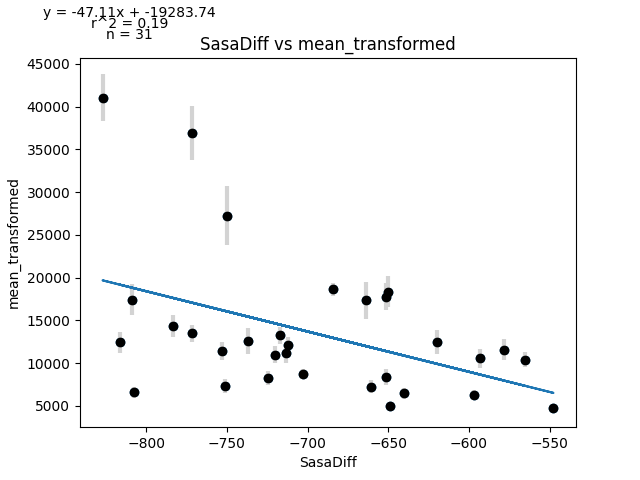 y = -47.11x + -19283.74
r^2 = 0.19
n = 31
SasaDiff vs mean_transformed
45000
40000
35000
30000
25000
20000
15000
10000
5000
mean_transformed
−800
−750
−700
−650
−600
−550
SasaDiff